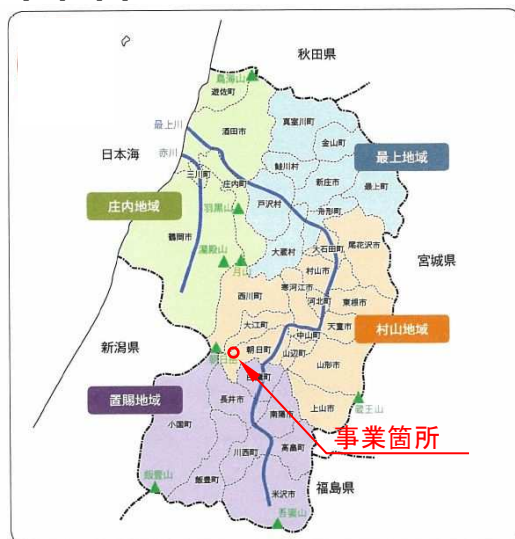 秋田県
鳥海山
遊佐町
真室川町
最上川
酒田市
金山町
日本海
赤川
鮭川村
最上地域
三川町
庄内町
新庄市
最上町
庄内地域
羽黒山
戸沢村
舟形町
鶴岡市
大石田町
尾花沢市
湯殿山
月山
大蔵村
宮城県
村山市
西川町
寒河江市
河北町
東根市
大江町
天童市
村山地域
新潟県
朝日町
中山町
山辺町
山形市
置賜地域
長井市
上山市
蔵王山
小国町
南陽市
事業箇所
川西町
高畠町
飯豊山
飯豊町
米沢市
福島県
吾妻山